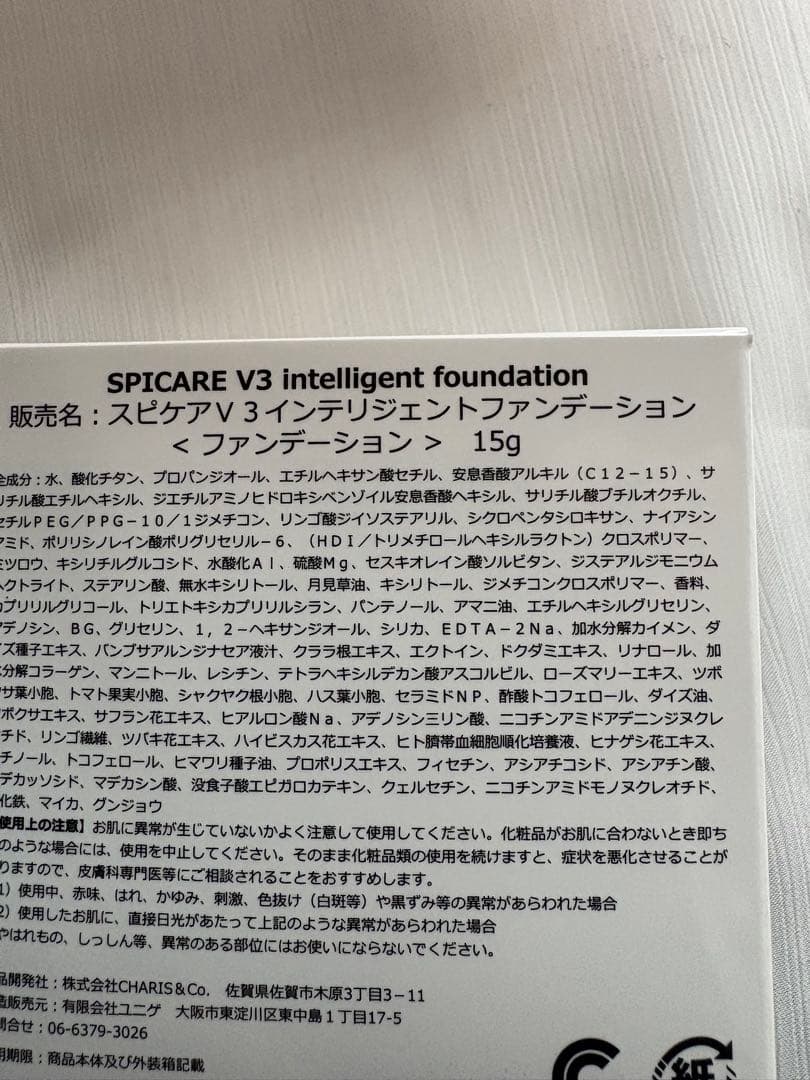 SPICARE V3 intelligent foundation
販売名：スピケアV３インテリジェントファンデーション
＜ファンデーション＞　15g
全成分：水、酸化チタン、プロパンジオール、エチルヘキサン酸セチル、安息香酸アルキル（C12－15）、サ
リチル酸エチルヘキシル、ジエチルアミノヒドロキシベンゾイル安息香酸ヘキシル、サリチル酸ブチルオクチル、
セチルPEG／PPG－10／1ジメチコン、リンゴ酸ジイソステアリル、シクロペンタシロキサン、ナイアシン
アミド、ポリリシノレイン酸ポリグリセリル－6、（HDI／トリメチロールヘキシルラクトン）クロスポリマー、
ミツロウ、キシリチルグルコシド、水酸化Al、硫酸Mg、セスキオレイン酸ソルビタン、ジステアルジモニウム
ヘクトライト、ステアリン酸、無水キシリトール、月見草油、キシリトール、ジメチコンクロスポリマー、香料、
カプリリルグリコール、トリエトキシカプリリルシラン、パンテノール、アマニ油、エチルヘキシルグリセリン、
アデノシン、BG、グリセリン、1，2－ヘキサンジオール、シリカ、EDTA－2Na、加水分解カイメン、ダ
イズ種子エキス、バンブサアルンジナセア液汁、クララ根エキス、エクトイン、ドクダミエキス、リナロール、加
水分解コラーゲン、マンニトール、レシチン、テトラヘキシルデカン酸アスコルビル、ローズマリーエキス、ツボ
クサ葉小胞、トマト果実小胞、シャクヤク根小胞、ハス葉小胞、セラミドNP、酢酸トコフェロール、ダイズ油、
ツボクサエキス、サフラン花エキス、ヒアルロン酸Na、アデノシン三リン酸、ニコチンアミドアデニンジヌクレ
オチド、リンゴ繊維、ツバキ花エキス、ハイビスカス花エキス、ヒト臍帯血細胞順化培養液、ヒナゲシ花エキス、
レチノール、トコフェロール、ヒマワリ種子油、プロポリスエキス、フィセチン、アシアチコシド、アシアチン酸、
マデカッソシド、マデカシン酸、没食子酸エピガロカテキン、クェルセチン、ニコチンアミドモノヌクレオチド、
酸化鉄、マイカ、グンジョウ
【使用上の注意】お肌に異常が生じていないかよく注意して使用してください。化粧品がお肌に合わないとき即ち
次のような場合には、使用を中止してください。そのまま化粧品類の使用を続けますと、症状を悪化させることが
ありますので、皮膚科専門医等にご相談されることをおすすめします。
1）使用中、赤味、はれ、かゆみ、刺激、色抜け（白斑等）や黒ずみ等の異常があらわれた場合
2）使用したお肌に、直接日光があたって上記のような異常があらわれた場合
やはれもの、しっしん等、異常のある部位にはお使いにならないでください。
品開発社：株式会社CHARIS＆Co.　佐賀県佐賀市木原3丁目3－11
造販売元：有限会社ユニゲ　大阪市東淀川区東中島１丁目17-5
問合せ：06-6379-3026
用期限：商品本体及び外装箱記載
紙